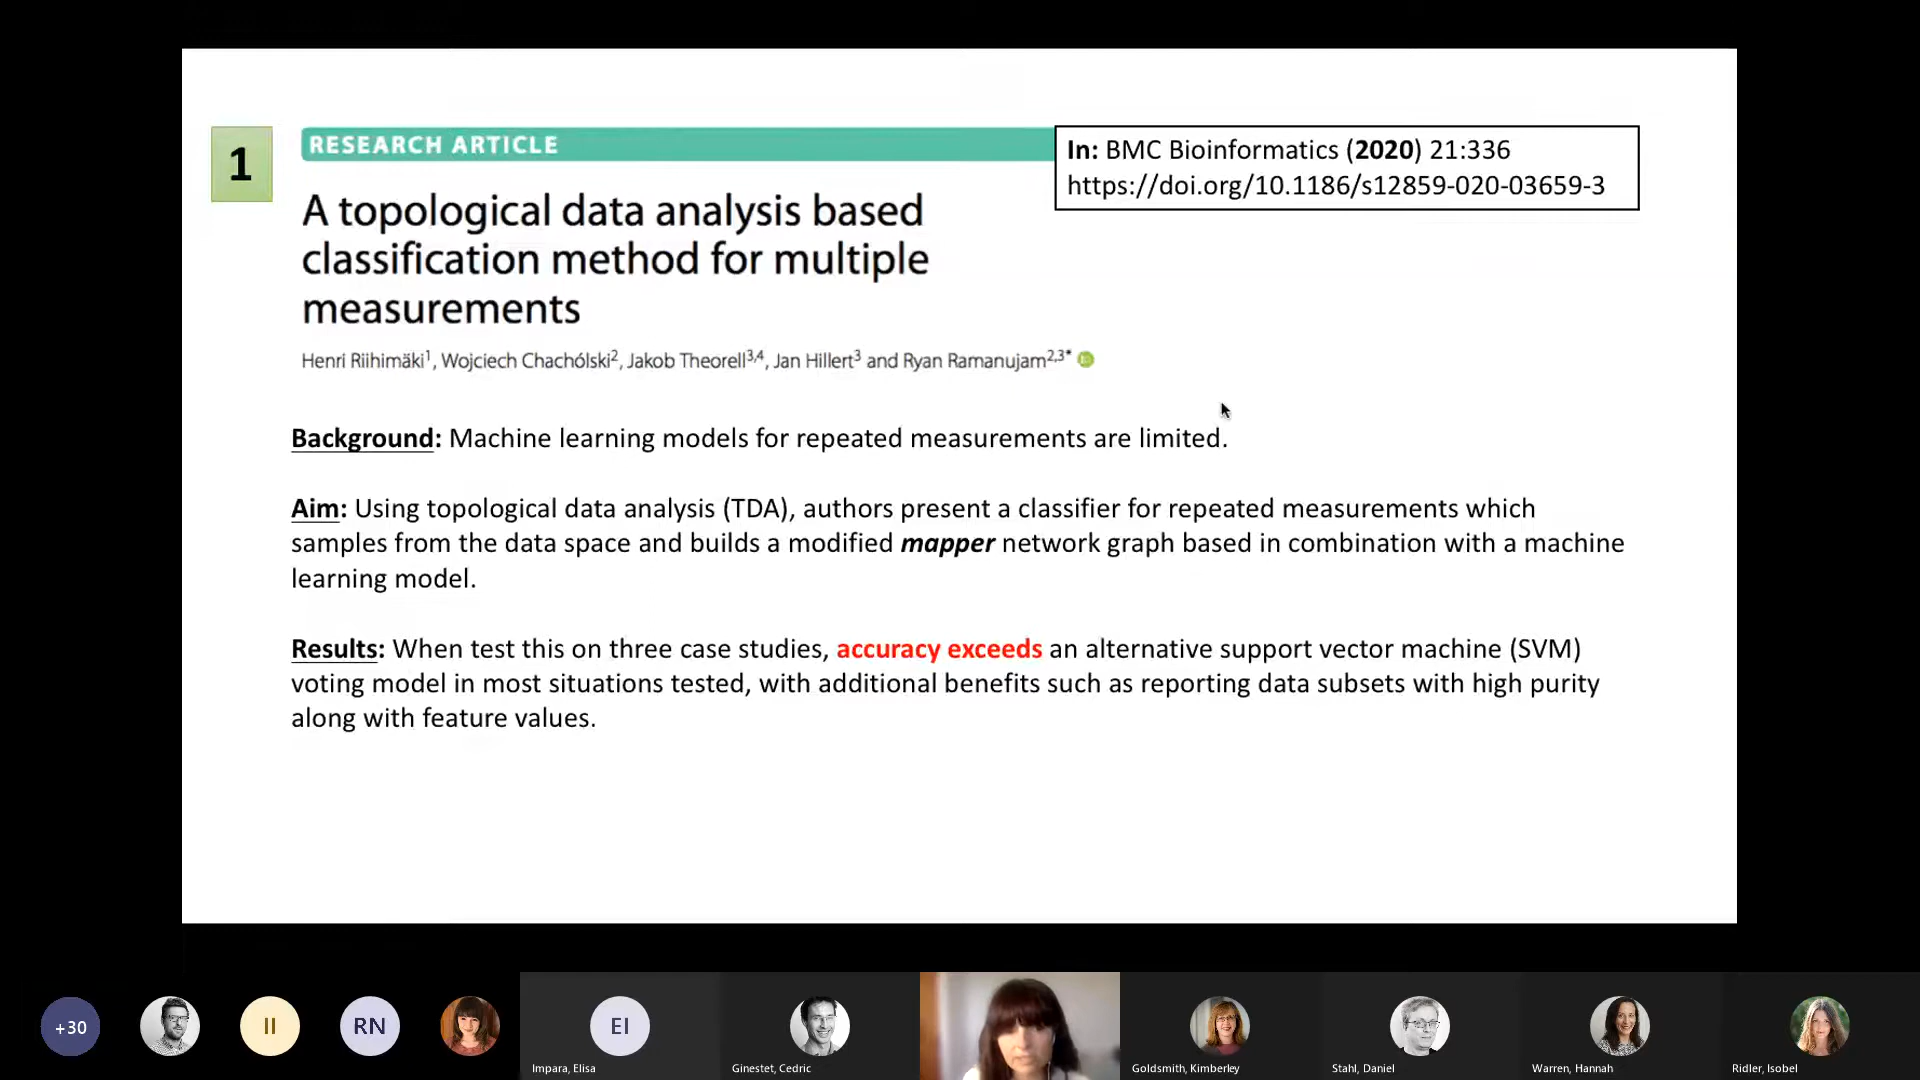 1
RESEARCH ARTICLE
In: BMC Bioinformatics (2020) 21:336
https://doi.org/10.1186/s12859-020-03659-3
A topological data analysis based
classification method for multiple
measurements
Henri Riihimäki1, Wojciech Chachólski2, Jakob Theorell3,4, Jan Hillert3 and Ryan Ramanujam2,3*
Background: Machine learning models for repeated measurements are limited.
Aim: Using topological data analysis (TDA), authors present a classifier for repeated measurements which
samples from the data space and builds a modified mapper network graph based in combination with a machine
learning model.
Results: When test this on three case studies, accuracy exceeds an alternative support vector machine (SVM)
voting model in most situations tested, with additional benefits such as reporting data subsets with high purity
along with feature values.
+30
II
RN
EI
Impara, Elisa
Ginestet, Cedric
Goldsmith, Kimberley
Stahl, Daniel
Warren, Hannah
Ridler, Isobel